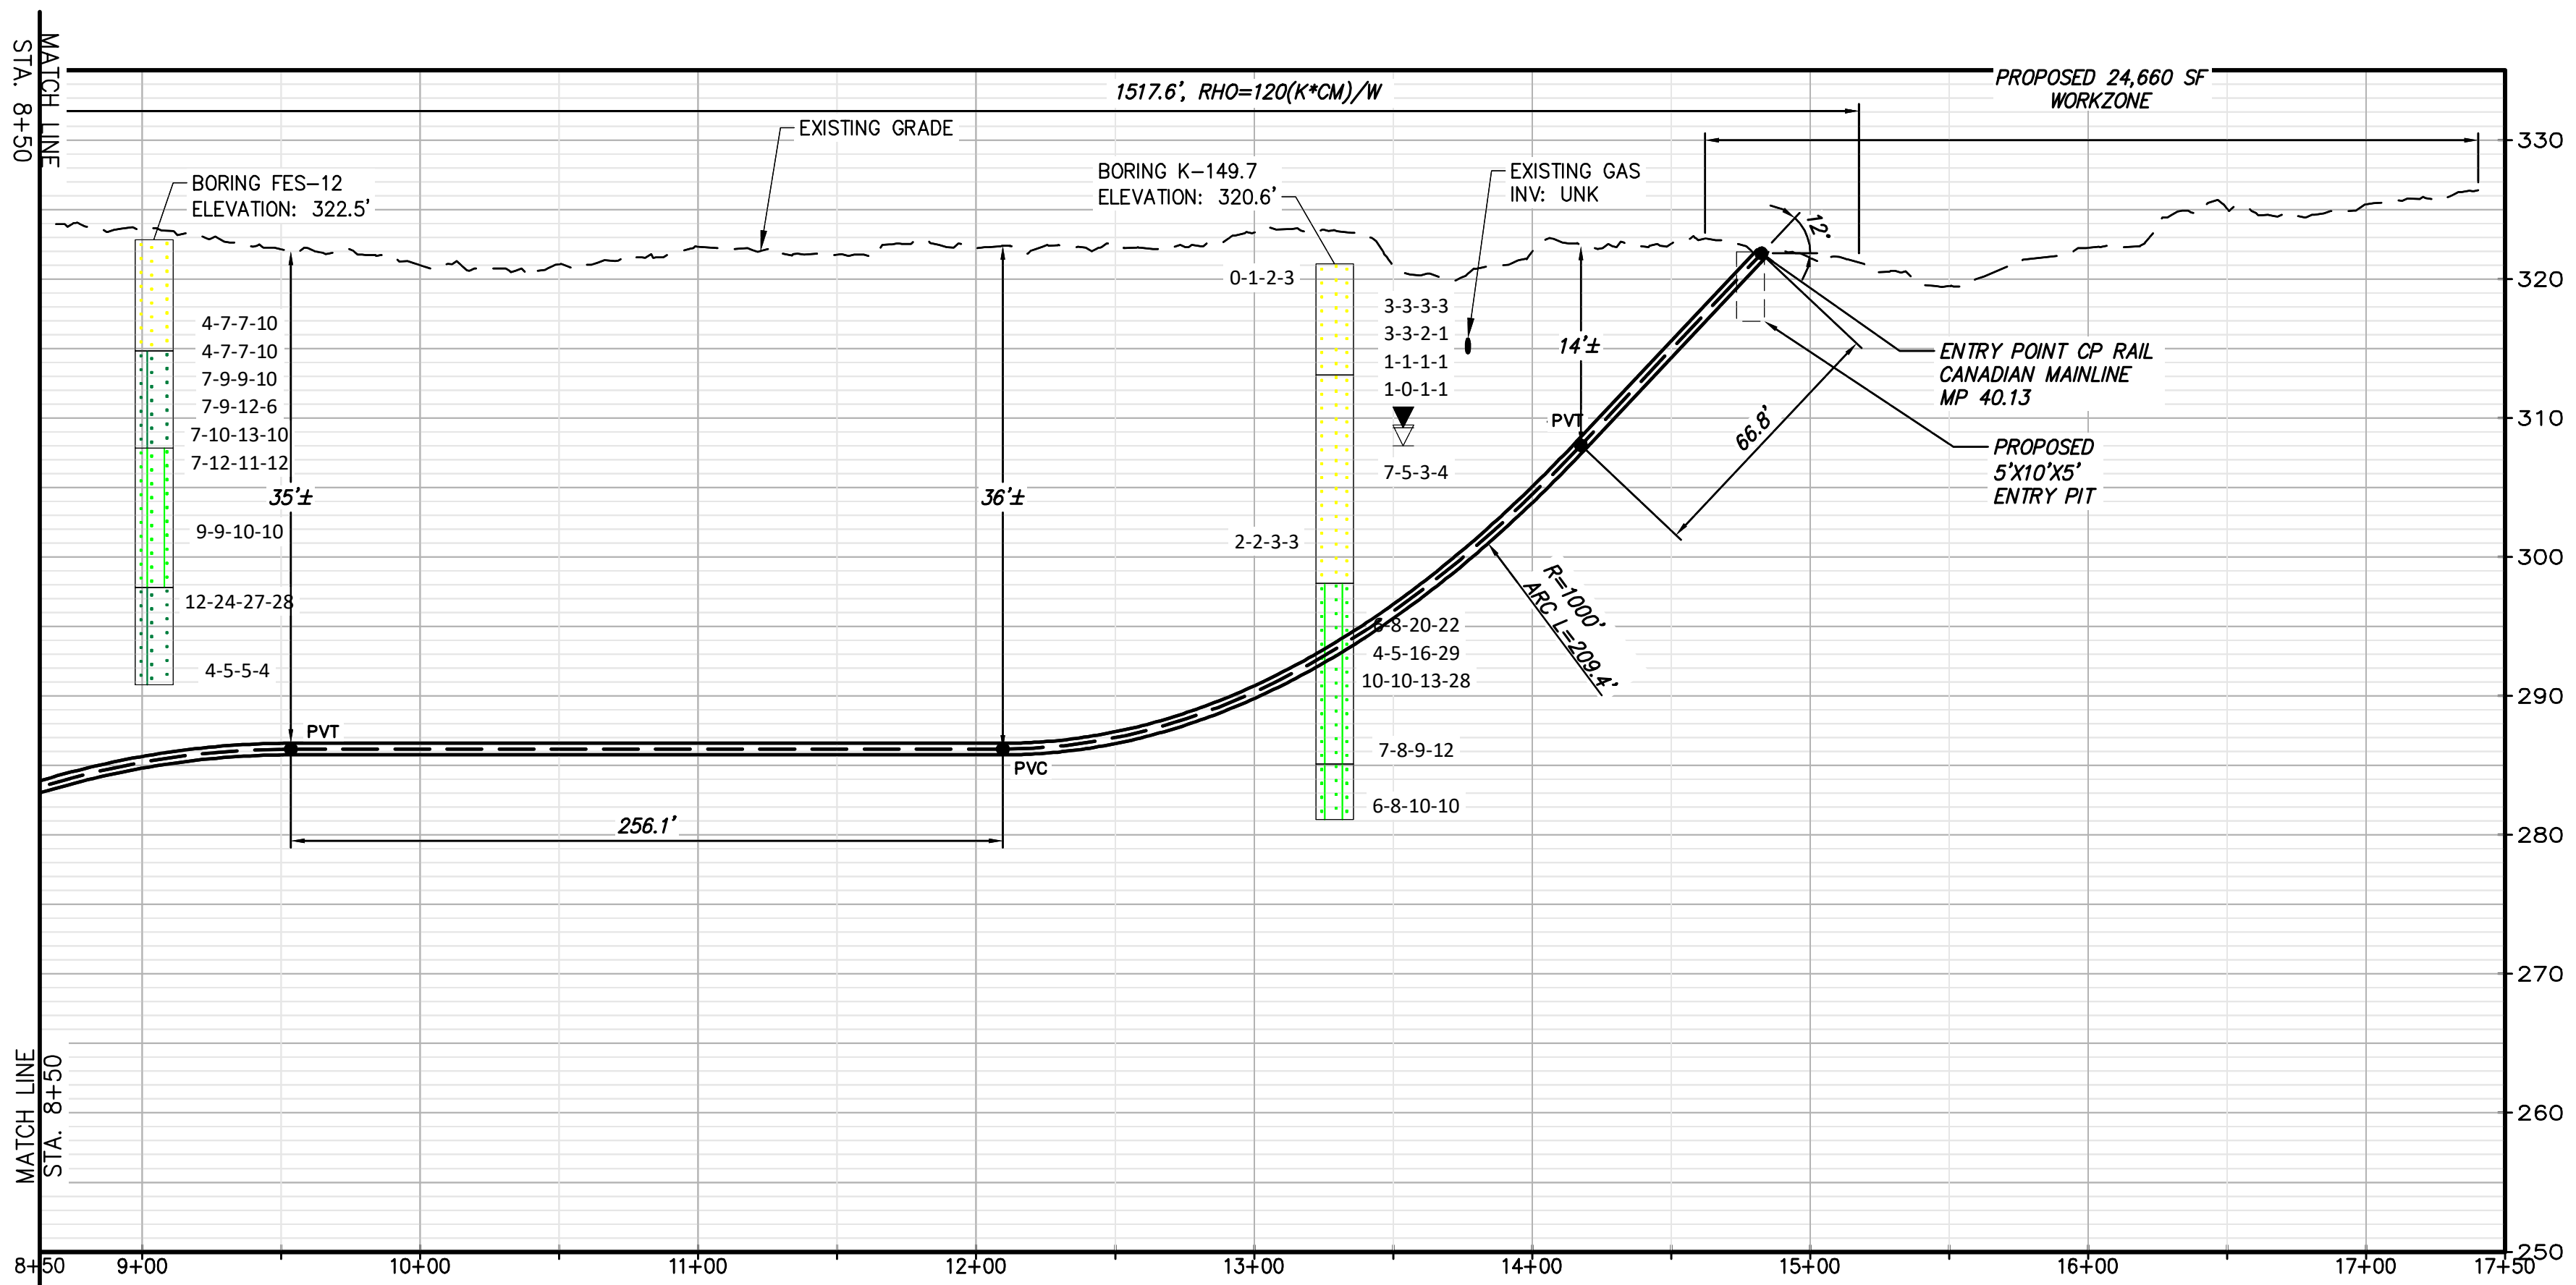 MATCH LINE
STA. 8+50
1517.6', RHO=120(K*CM)/W
PROPOSED 24,660 SF
WORKZONE
EXISTING GRADE
BORING FES-12
ELEVATION: 322.5'
BORING K-149.7
ELEVATION: 320.6'
EXISTING GAS
INV: UNK
12°
330
320
310
300
290
280
270
260
250
4-7-7-10
4-7-7-10
7-9-9-10
7-9-12-6
7-10-13-10
7-12-11-12
9-9-10-10
12-24-27-28
4-5-5-4
35'±
36'±
0-1-2-3
3-3-3-3
3-3-2-1
1-1-1-1
1-0-1-1
7-5-3-4
2-2-3-3
6-8-20-22
4-5-16-29
10-10-13-28
7-8-9-12
6-8-10-10
14'±
PVT
66.8'
ENTRY POINT CP RAIL
CANADIAN MAINLINE
MP 40.13
PROPOSED
5'X10'X5'
ENTRY PIT
R=1000'
ARC L=209.4'
PVT
PVC
256.1'
MATCH LINE
STA. 8+50
8+50
9+00
10+00
11+00
12+00
13+00
14+00
15+00
16+00
17+00
17+50